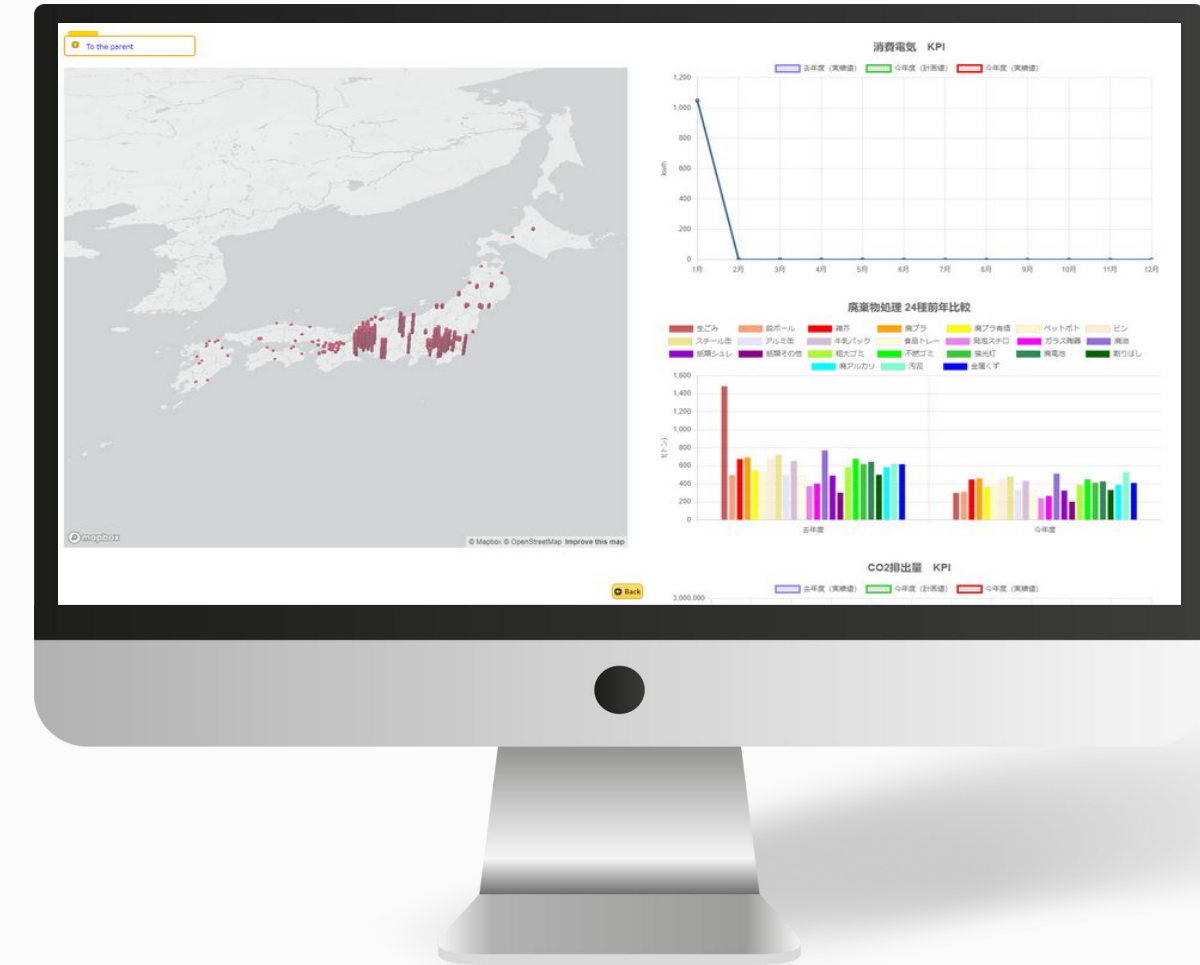 To the parent
mapbox
© Mapbox © OpenStreetMap Improve this map
Back
消費電気 KPI
去年度 (実績値) 今年度 (計画値) 今年度 (実績値)
1,200
1,000
800
600
400
200
0
kwh
1月 2月 3月 4月 5月 6月 7月 8月 9月 10月 11月 12月
廃棄物処理 24種前年比較
生ごみ 段ボール 雑芥 廃プラ 廃プラ有価 ペットボト ビン
スチール缶 アルミ缶 牛乳パック 食品トレー 発泡スチロ ガラス陶器 廃油
紙類シュレ 紙類その他 粗大ゴミ 不燃ゴミ 蛍光灯 廃電池 割りばし
廃アルカリ 汚泥 金属くず
1,600
1,400
1,200
1,000
800
600
400
200
0
t(トン)
去年度 今年度
CO2排出量 KPI
去年度 (実績値) 今年度 (計画値) 今年度 (実績値)
3,000,000